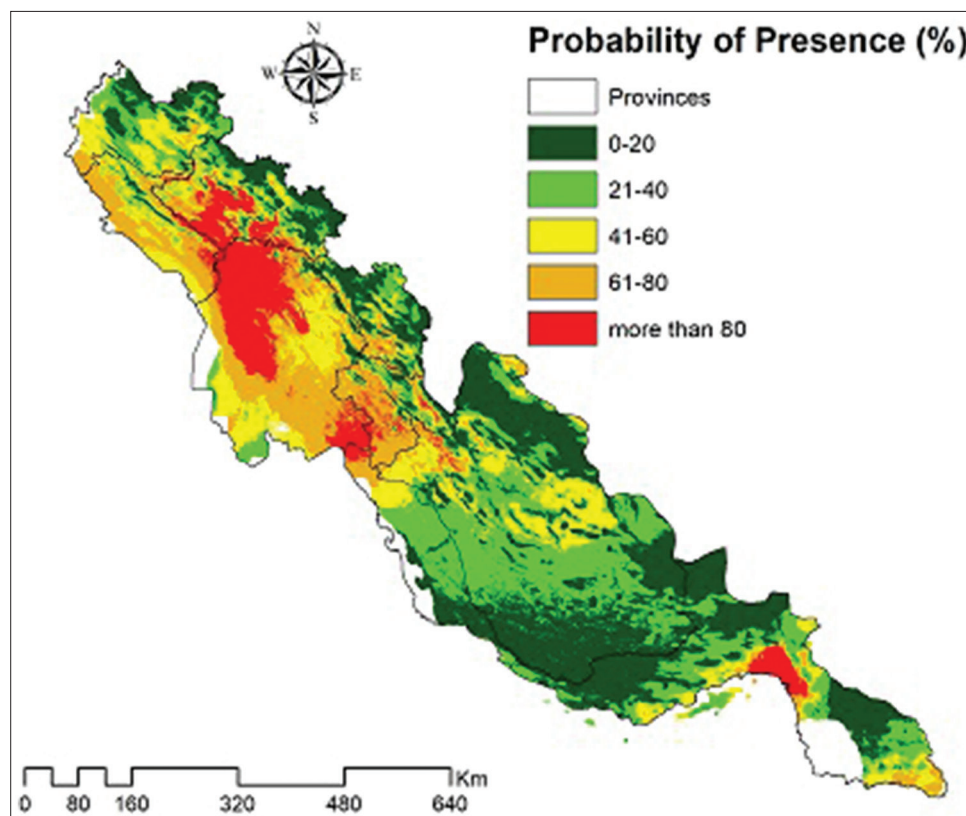 Probability of Presence (%)
Provinces
0-20
21-40
41-60
61-80
more than 80
N
W E
S
Km
0 80 160 320 480 640